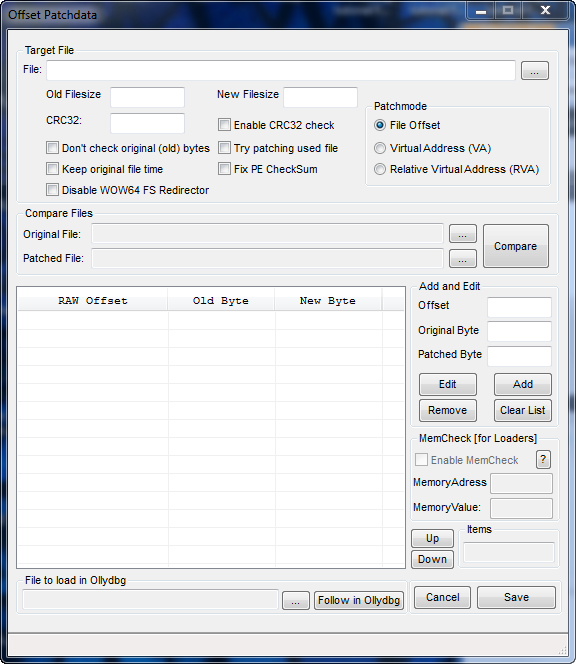 Offset Patchdata
Target File
File:
...
Old Filesize
New Filesize
CRC32:
Enable CRC32 check
Don't check original (old) bytes
Try patching used file
Keep original file time
Fix PE CheckSum
Disable WOW64 FS Redirector
Patchmode
File Offset
Virtual Address (VA)
Relative Virtual Address (RVA)
Compare Files
Original File:
...
Patched File:
...
Compare
RAW Offset Old Byte New Byte
Add and Edit
Offset
Original Byte
Patched Byte
Edit Add
Remove Clear List
MemCheck [for Loaders]
Enable MemCheck ?
MemoryAdress
MemoryValue:
Up
Down
Items
File to load in Ollydbg
... Follow in Ollydbg
Cancel Save